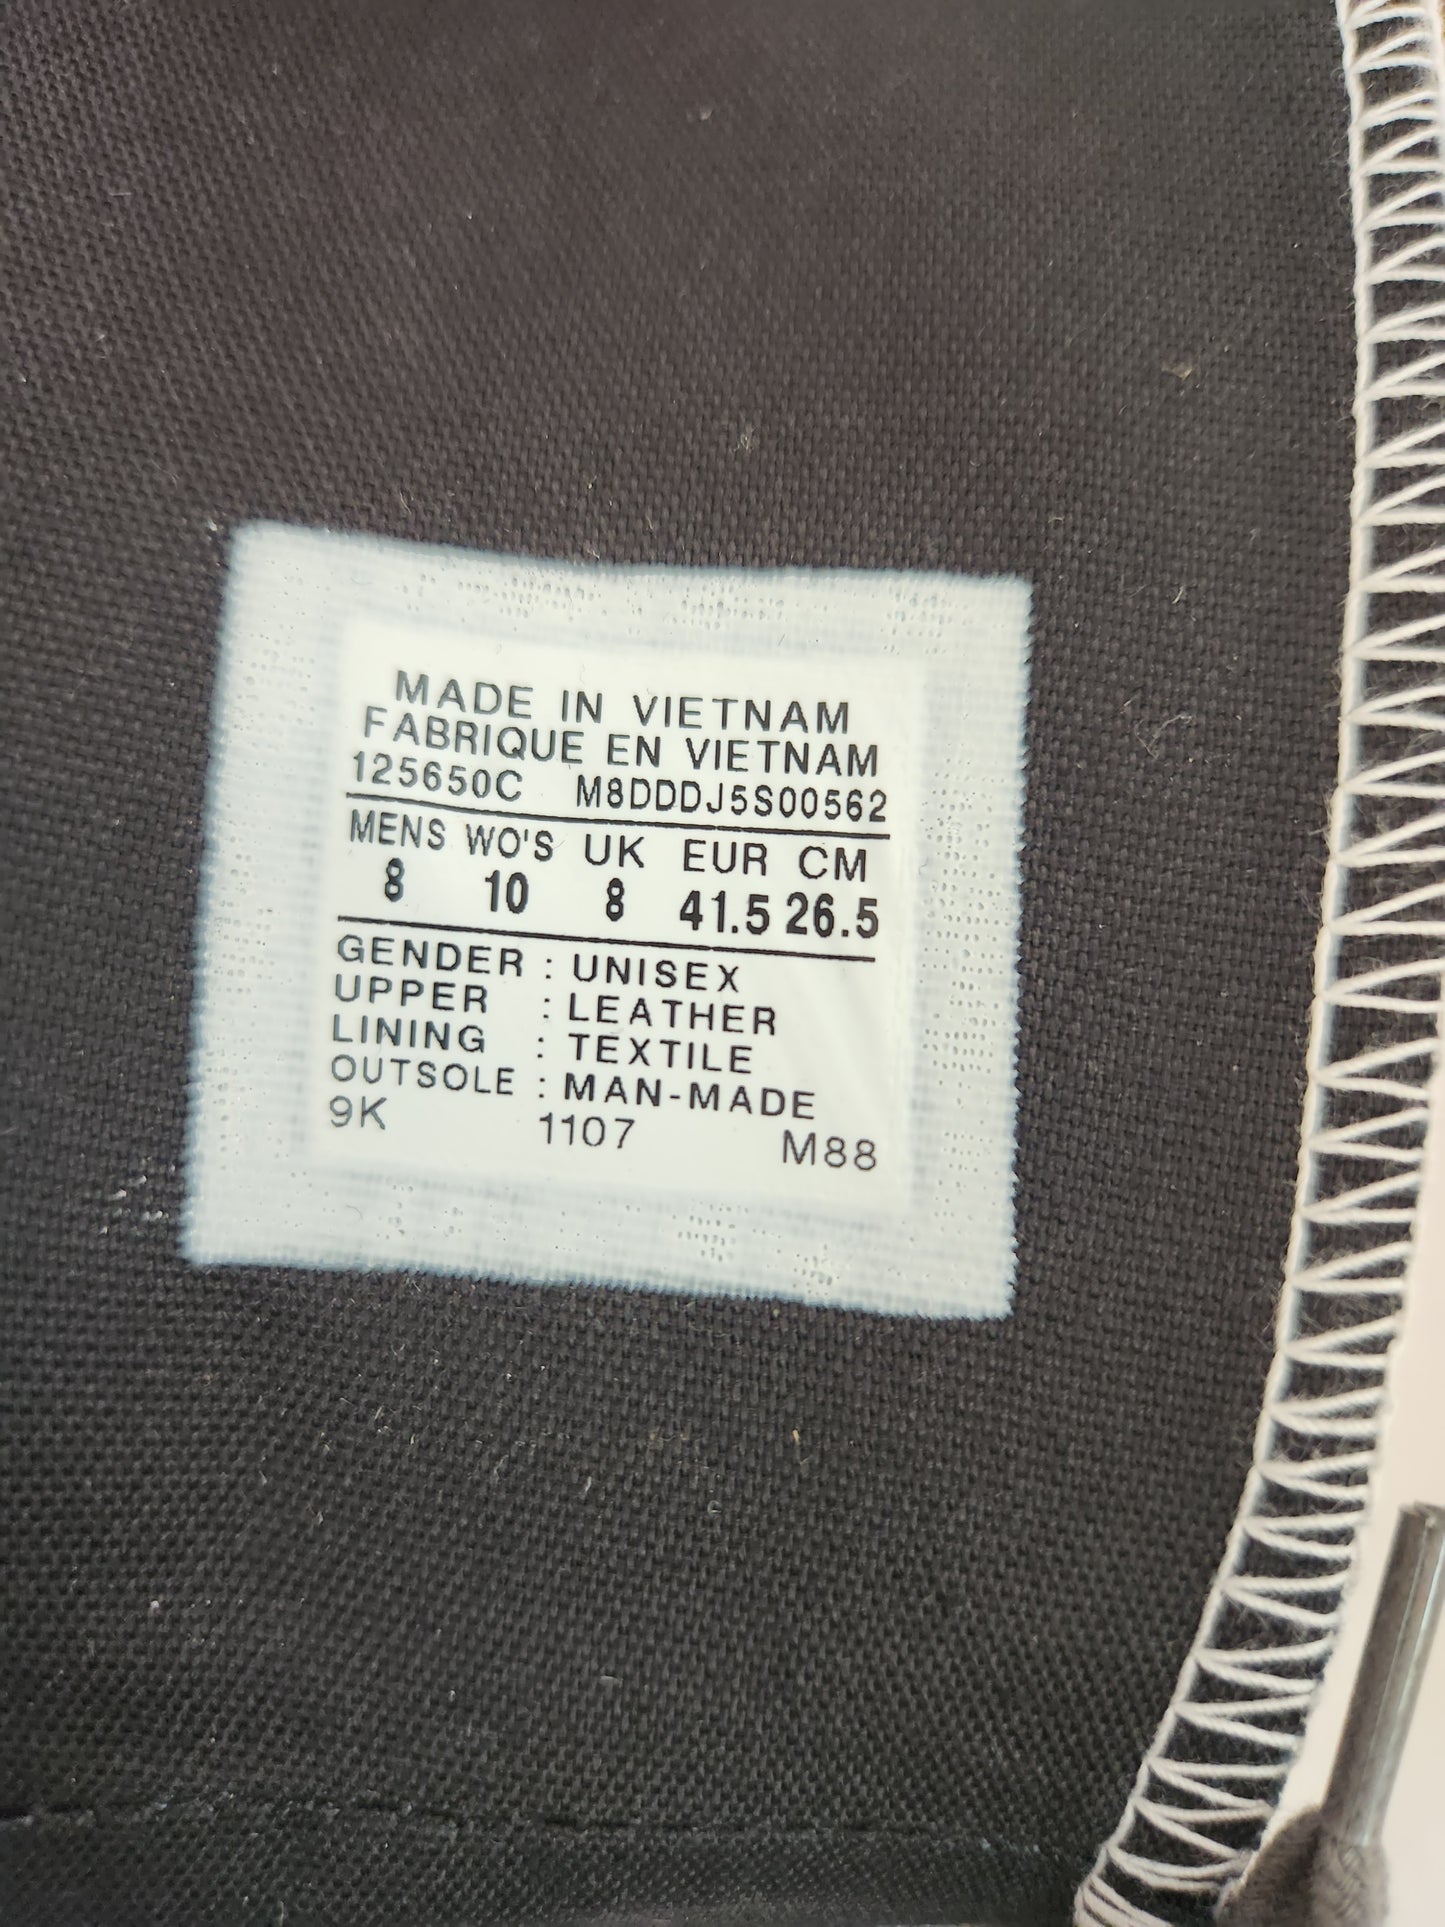 MADE IN VIETNAM
FABRIQUE EN VIETNAM
125650C M8DDDJ5S00562
MENS WO'S UK EUR CM
8 10 8 41.5 26.5
GENDER : UNISEX
UPPER : LEATHER
LINING : TEXTILE
OUTSOLE : MAN-MADE
9K 1107 M88